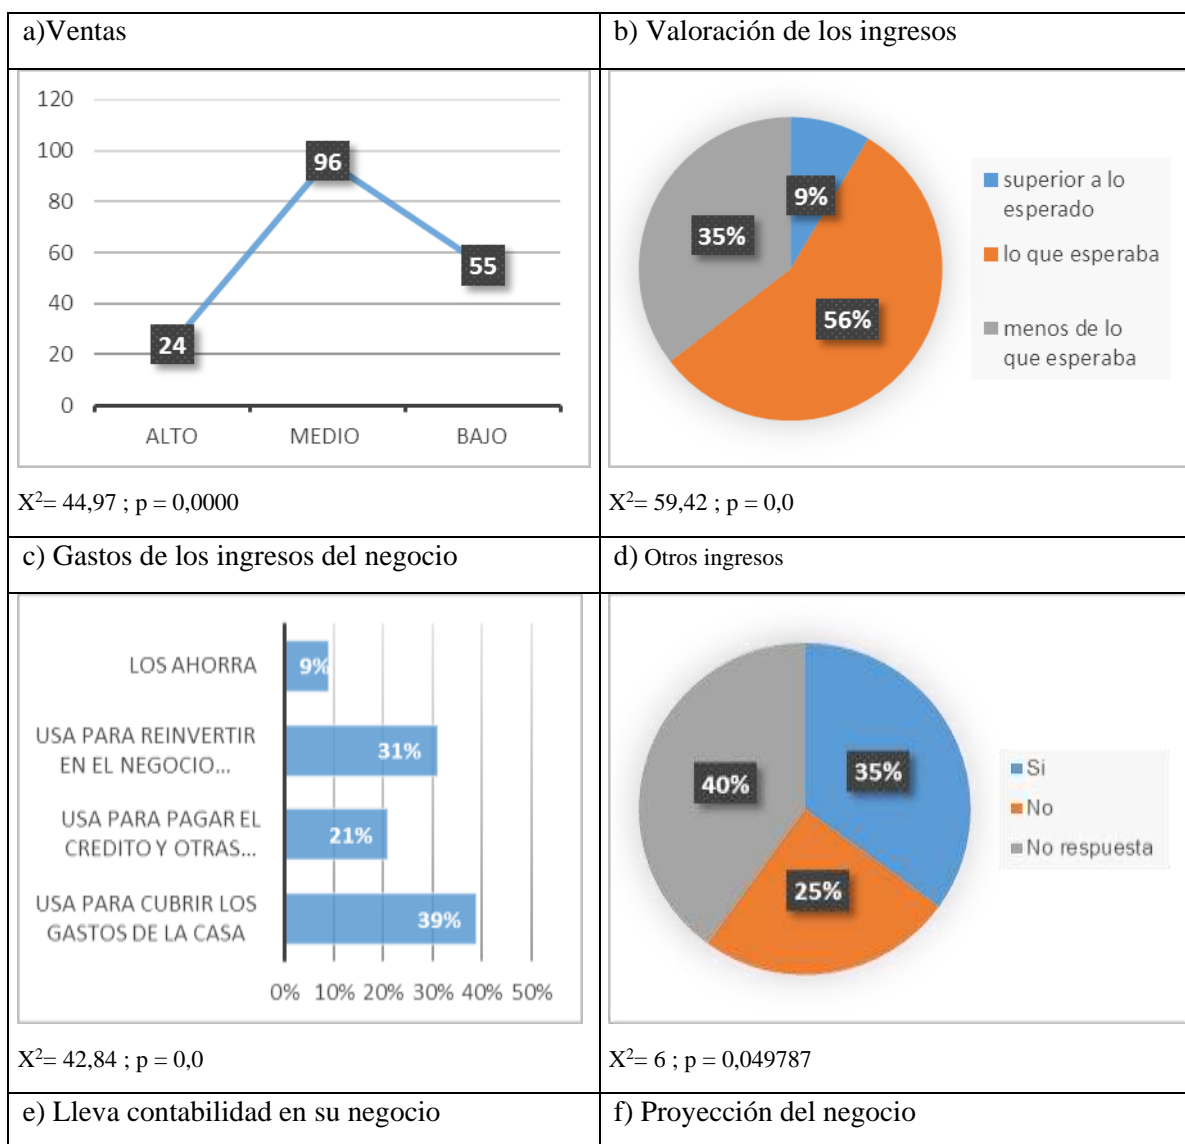 a)Ventas
b) Valoración de los ingresos
120
100
80
60
40
20
0
24
96
55
ALTO MEDIO BAJO
9%
56%
35%
superior a lo
esperado
lo que esperaba
menos de lo
que esperaba
X²= 44,97 ; p = 0,0000
X²= 59,42 ; p = 0,0
c) Gastos de los ingresos del negocio
d) Otros ingresos
LOS AHORRA
9%
USA PARA REINVERTIR
EN EL NEGOCIO...
31%
USA PARA PAGAR EL
CREDITO Y OTRAS...
21%
USA PARA CUBRIR LOS
GASTOS DE LA CASA
39%
0% 10% 20% 30% 40% 50%
35%
25%
40%
Si
No
No respuesta
X²= 42,84 ; p = 0,0
X²= 6 ; p = 0,049787
e) Lleva contabilidad en su negocio
f) Proyección del negocio